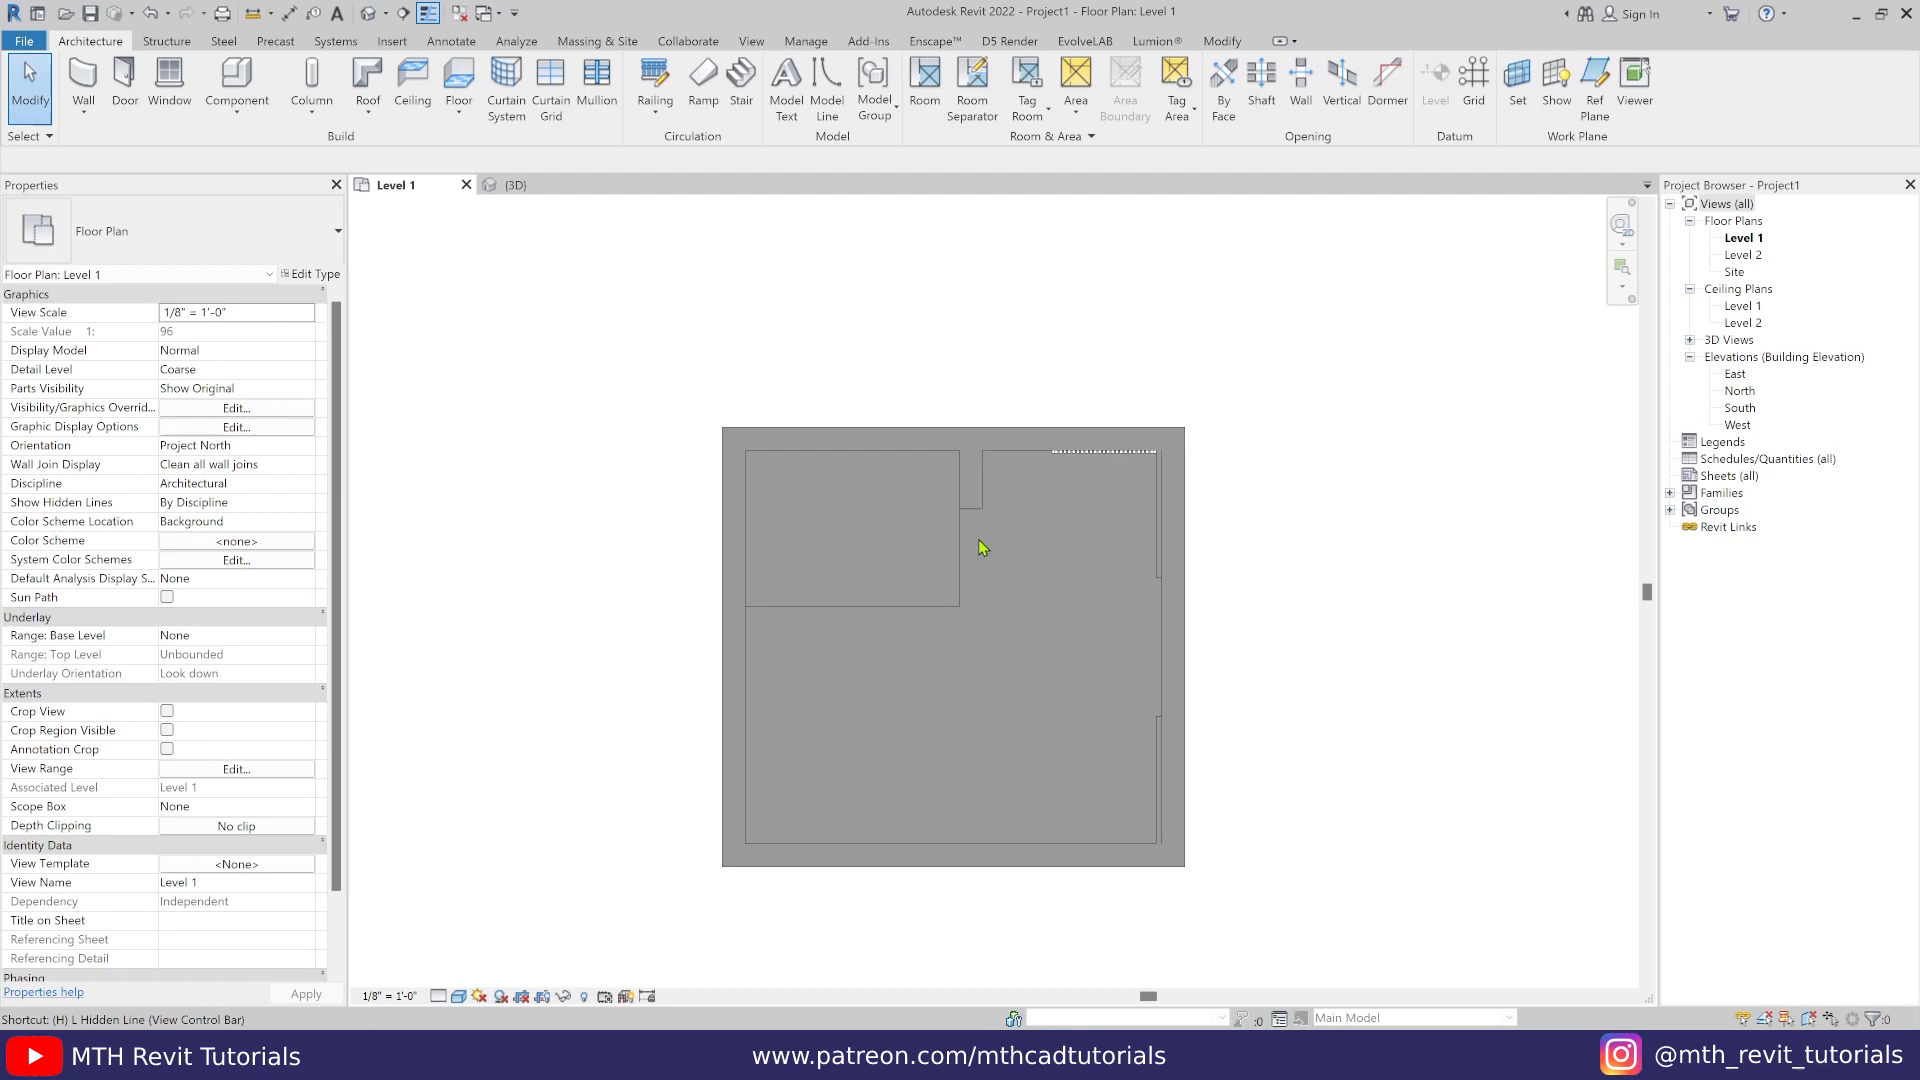 Autodesk Revit 2022 - Project1 - Floor Plan: Level 1
Sign In
File Architecture Structure Steel Precast Systems Insert Annotate Analyze Massing & Site Collaborate View Manage Add-Ins Enscape™ D5 Render EvolveLAB Lumion® Modify
Modify Wall Door Window Component Column Roof Ceiling Floor Curtain System Curtain Grid Mullion Railing Ramp Stair Model Text Model Line Model Group Room Room Separator Tag Room Area Area Boundary Tag Area By Face Shaft Wall Vertical Dormer Level Grid Set Show Ref Plane Viewer
Select Build Circulation Model Room & Area Opening Datum Work Plane
Properties
Floor Plan
Floor Plan: Level 1 Edit Type
Graphics
View Scale 1/8" = 1'-0"
Scale Value 1: 96
Display Model Normal
Detail Level Coarse
Parts Visibility Show Original
Visibility/Graphics Overrid... Edit...
Graphic Display Options Edit...
Orientation Project North
Wall Join Display Clean all wall joins
Discipline Architectural
Show Hidden Lines By Discipline
Color Scheme Location Background
Color Scheme <none>
System Color Schemes Edit...
Default Analysis Display S... None
Sun Path
Underlay
Range: Base Level None
Range: Top Level Unbounded
Underlay Orientation Look down
Extents
Crop View
Crop Region Visible
Annotation Crop
View Range Edit...
Associated Level Level 1
Scope Box None
Depth Clipping No clip
Identity Data
View Template <None>
View Name Level 1
Dependency Independent
Title on Sheet
Referencing Sheet
Referencing Detail
Phasing
Properties help Apply
Level 1 {3D}
Project Browser - Project1
Views (all)
Floor Plans
Level 1
Level 2
Site
Ceiling Plans
Level 1
Level 2
3D Views
Elevations (Building Elevation)
East
North
South
West
Legends
Schedules/Quantities (all)
Sheets (all)
Families
Groups
Revit Links
1/8" = 1'-0"
Shortcut: (H) L Hidden Line (View Control Bar) :0 Main Model :0
MTH Revit Tutorials www.patreon.com/mthcadtutorials @mth_revit_tutorials